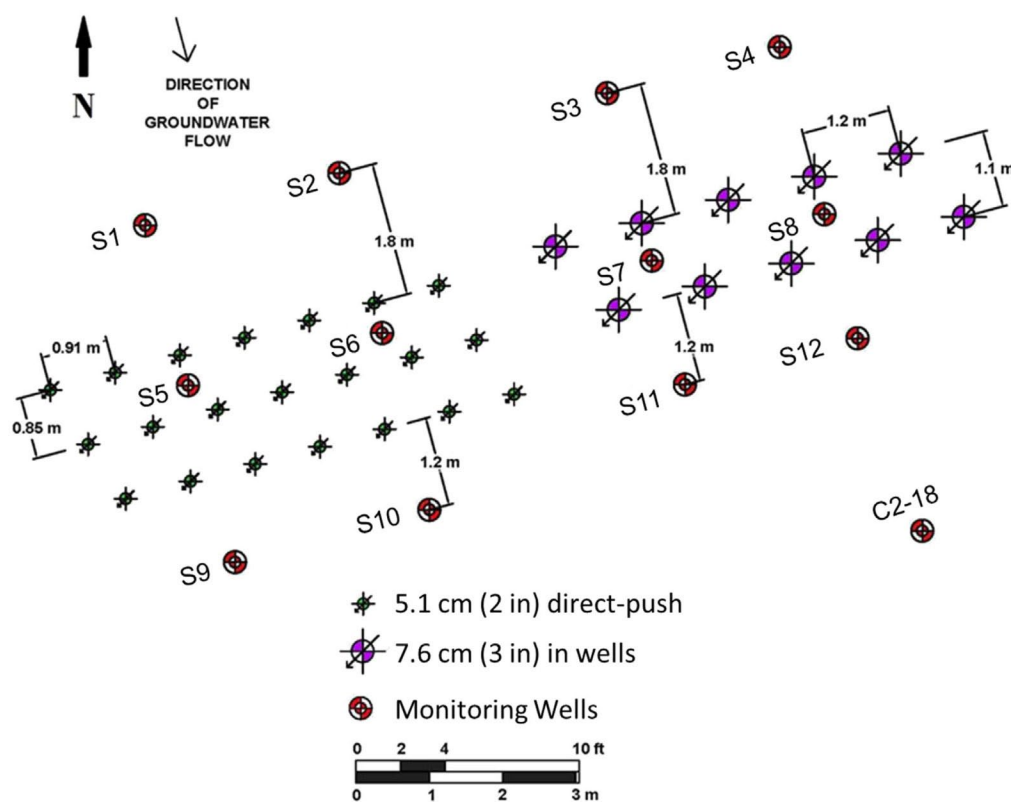 N
DIRECTION
OF
GROUNDWATER
FLOW
S1
S2
S3
S4
1.8 m
1.8 m
1.2 m
1.1 m
S5
S6
S7
S8
0.91 m
0.85 m
1.2 m
1.2 m
S9
S10
S11
S12
C2-18
5.1 cm (2 in) direct-push
7.6 cm (3 in) in wells
Monitoring Wells
0 2 4 10 ft
0 1 2 3 m